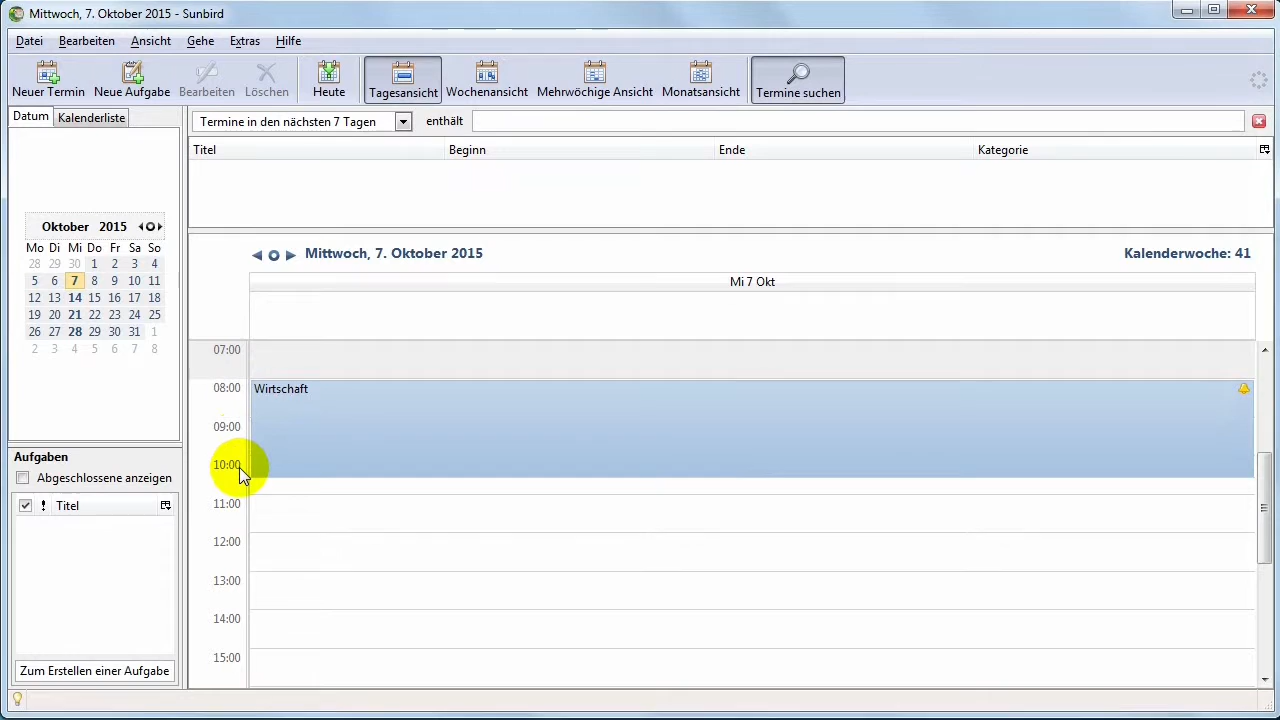 Mittwoch, 7. Oktober 2015 - Sunbird
Datei Bearbeiten Ansicht Gehe Extras Hilfe
Neuer Termin Neue Aufgabe Bearbeiten Löschen Heute Tagesansicht Wochenansicht Mehrwöchige Ansicht Monatsansicht Termine suchen
Datum Kalenderliste
Termine in den nächsten 7 Tagen enthält
Titel Beginn Ende Kategorie
Oktober 2015
Mo Di Mi Do Fr Sa So
28 29 30 1 2 3 4
5 6 7 8 9 10 11
12 13 14 15 16 17 18
19 20 21 22 23 24 25
26 27 28 29 30 31 1
2 3 4 5 6 7 8
Aufgaben
Abgeschlossene anzeigen
! Titel
Zum Erstellen einer Aufgabe
Mittwoch, 7. Oktober 2015 Kalenderwoche: 41
Mi 7 Okt
07:00
08:00 Wirtschaft
09:00
10:00
11:00
12:00
13:00
14:00
15:00